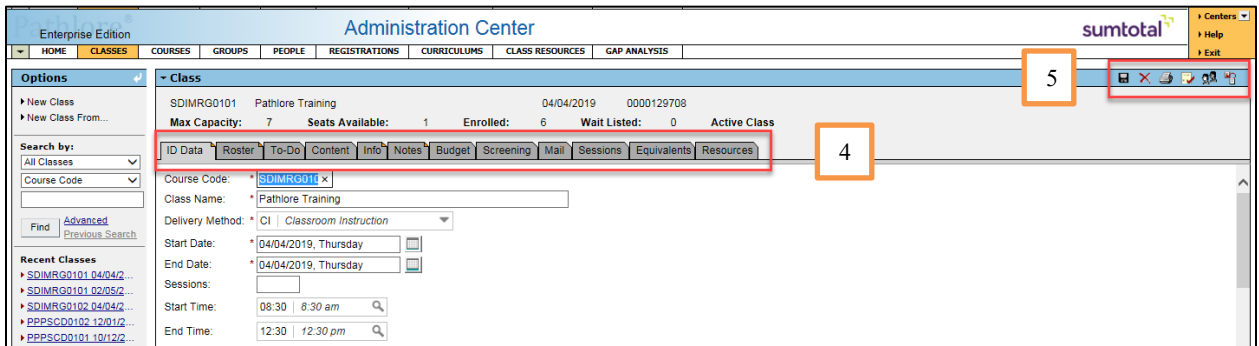 Pathlore®
Enterprise Edition
Administration Center
sumtotal
Centers
Help
Exit
HOME CLASSES COURSES GROUPS PEOPLE REGISTRATIONS CURRICULUMS CLASS RESOURCES GAP ANALYSIS
Options
New Class
New Class From...
Search by:
All Classes
Course Code
Find
Advanced
Previous Search
Recent Classes
SDIMRG0101 04/04/2...
SDIMRG0101 02/05/2...
SDIMRG0102 04/04/2...
PPPSCD0102 12/01/2...
PPPSCD0101 10/12/2...
Class
5
SDIMRG0101 Pathlore Training 04/04/2019 0000129708
Max Capacity: 7 Seats Available: 1 Enrolled: 6 Wait Listed: 0 Active Class
ID Data Roster To-Do Content Info Notes Budget Screening Mail Sessions Equivalents Resources
4
Course Code: * SDIMRG010 ×
Class Name: * Pathlore Training
Delivery Method: * CI Classroom Instruction
Start Date: * 04/04/2019, Thursday
End Date: * 04/04/2019, Thursday
Sessions:
Start Time: 08:30 8:30 am
End Time: 12:30 12:30 pm